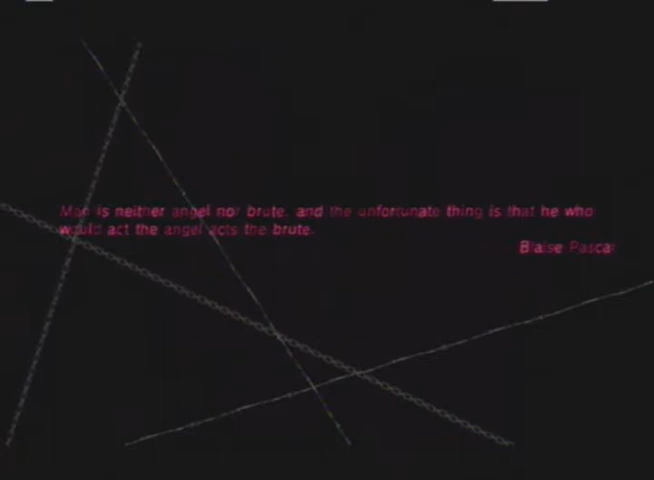 Man is neither angel nor brute, and the unfortunate thing is that he who
would act the angel acts the brute.
Blaise Pascal